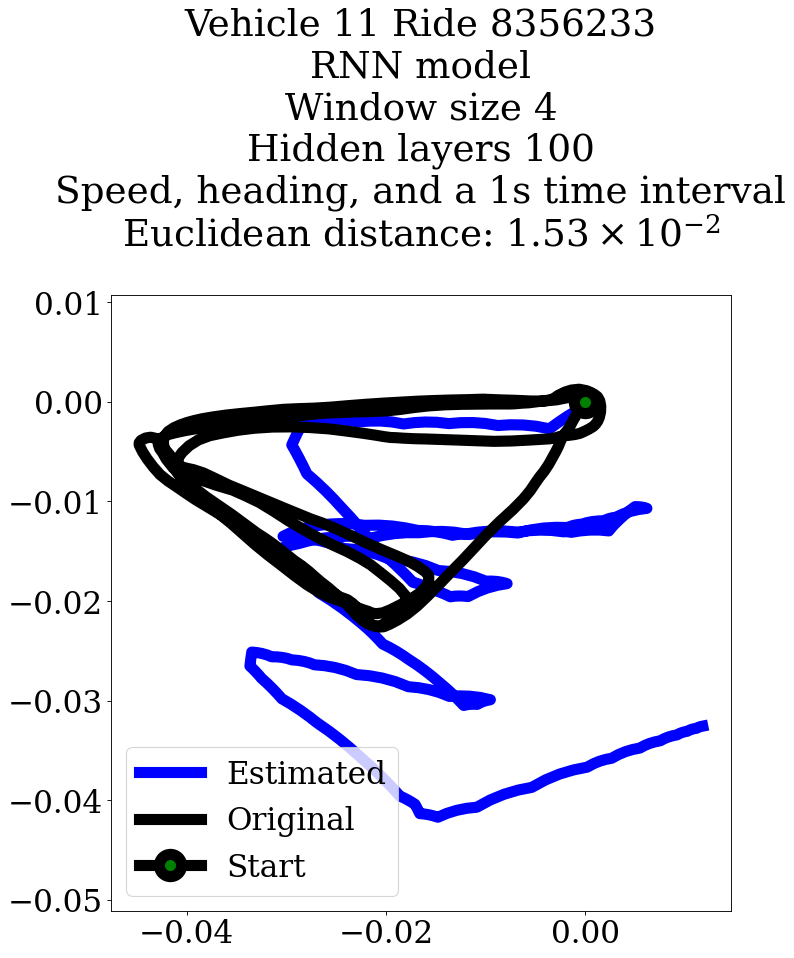 Vehicle 11 Ride 8356233
RNN model
Window size 4
Hidden layers 100
Speed, heading, and a 1s time interval
Euclidean distance: 1.53 × 10⁻²
0.01
0.00
−0.01
−0.02
−0.03
−0.04
−0.05
Estimated
Original
Start
−0.04 −0.02 0.00